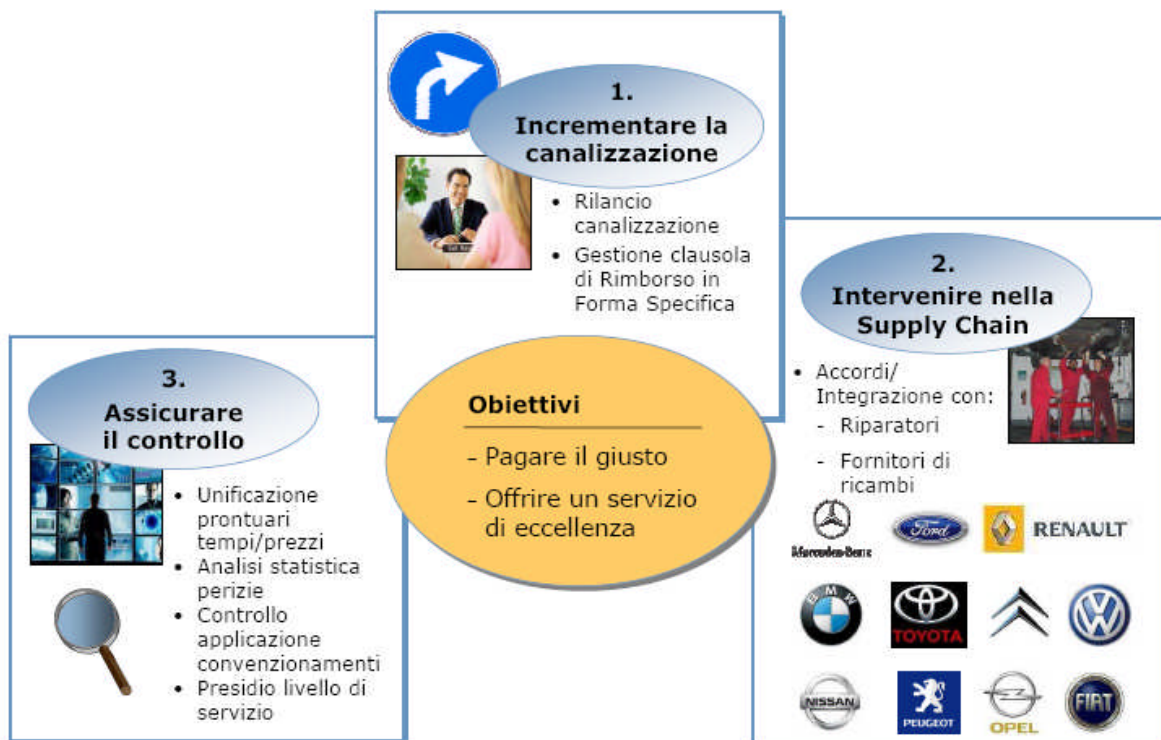 1.
Incrementare la
canalizzazione
• Rilancio
canalizzazione
• Gestione clausola
di Rimborso in
Forma Specifica
2.
Intervenire nella
Supply Chain
• Accordi/
Integrazione con:
- Riparatori
- Fornitori di
ricambi
Mercedes-Benz
Ford
RENAULT
BMW
TOYOTA
NISSAN
PEUGEOT
OPEL
FIAT
3.
Assicurare
il controllo
• Unificazione
prontuari
tempi/prezzi
• Analisi statistica
perizie
• Controllo
applicazione
convenzionamenti
• Presidio livello di
servizio
Obiettivi
- Pagare il giusto
- Offrire un servizio
di eccellenza